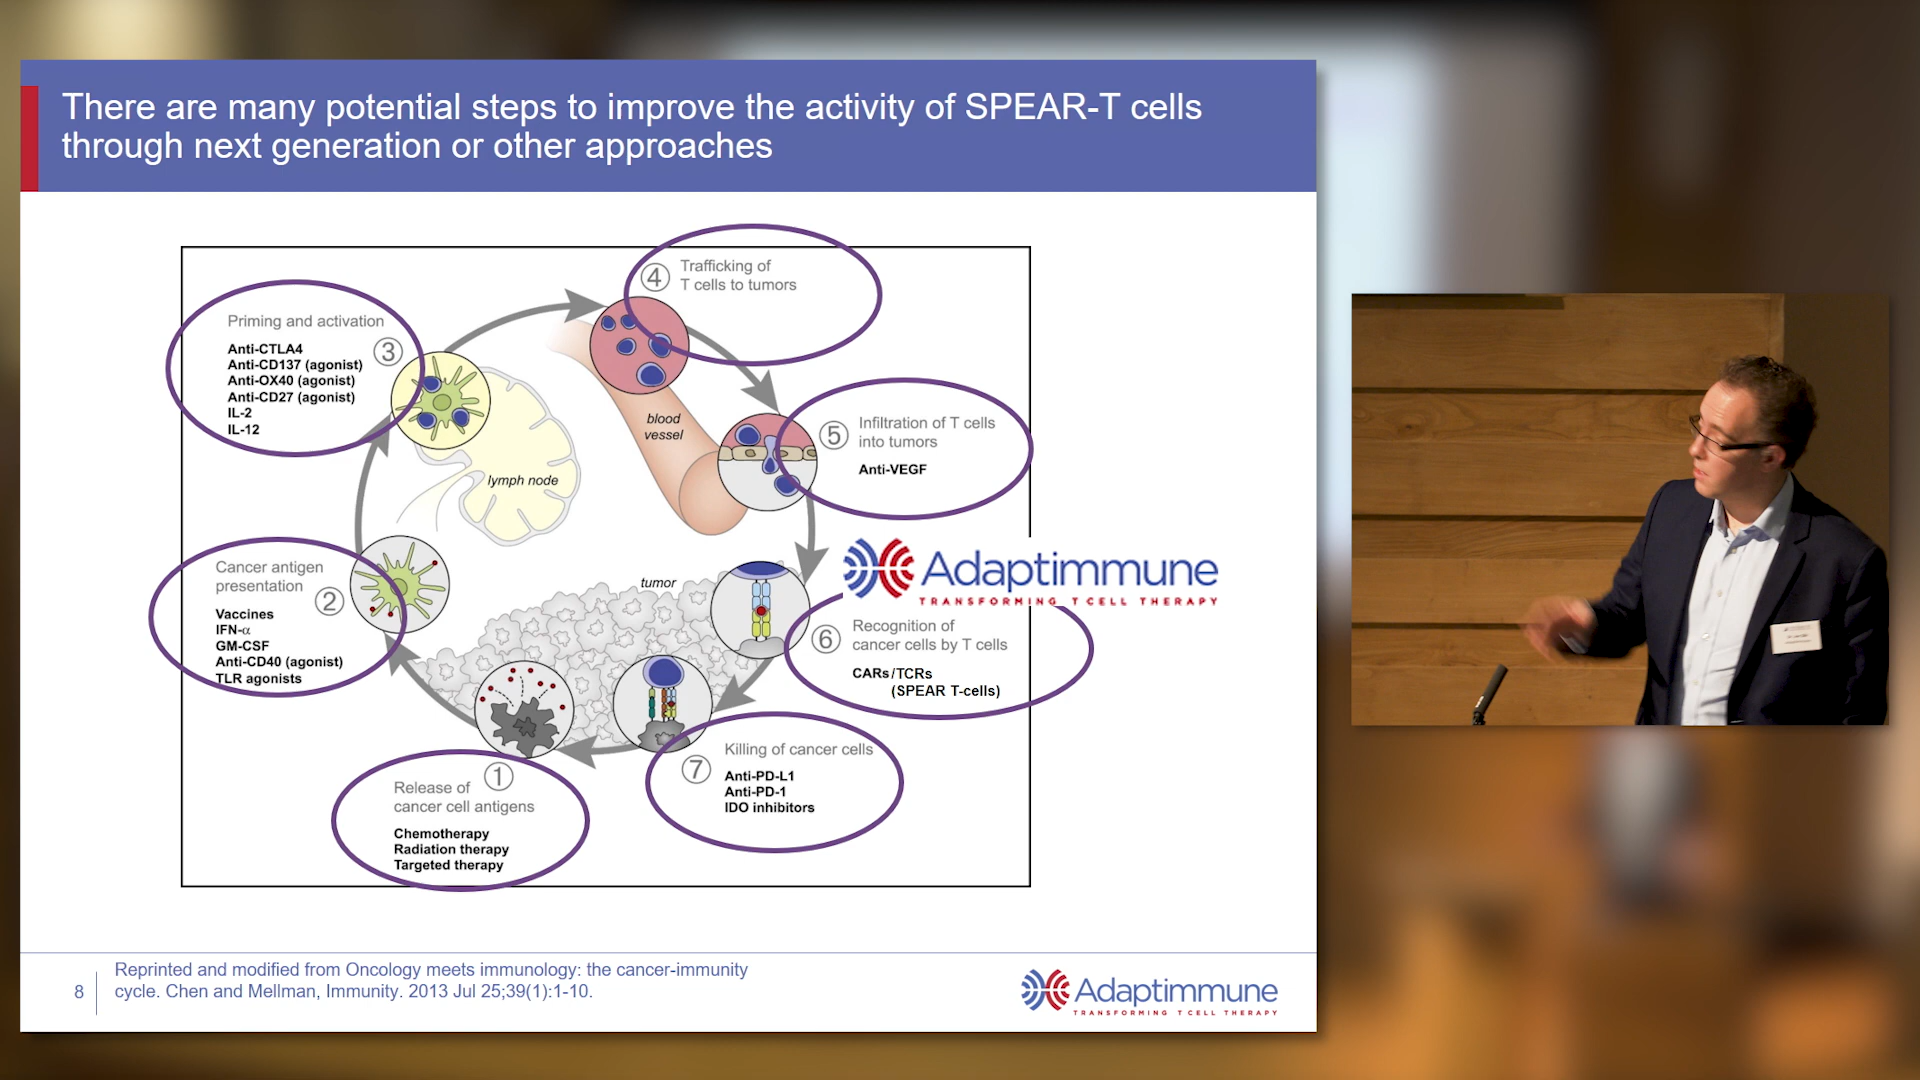 There are many potential steps to improve the activity of SPEAR-T cells
through next generation or other approaches
4
Trafficking of
T cells to tumors
Priming and activation
3
Anti-CTLA4
Anti-CD137 (agonist)
Anti-OX40 (agonist)
Anti-CD27 (agonist)
IL-2
IL-12
blood
vessel
5
Infiltration of T cells
into tumors
Anti-VEGF
lymph node
Adaptimmune
TRANSFORMING T CELL THERAPY
Cancer antigen
presentation
2
Vaccines
IFN-α
GM-CSF
Anti-CD40 (agonist)
TLR agonists
tumor
6
Recognition of
cancer cells by T cells
CARs/TCRs
(SPEAR T-cells)
7
Killing of cancer cells
Anti-PD-L1
Anti-PD-1
IDO inhibitors
1
Release of
cancer cell antigens
Chemotherapy
Radiation therapy
Targeted therapy
8
Reprinted and modified from Oncology meets immunology: the cancer-immunity
cycle. Chen and Mellman, Immunity. 2013 Jul 25;39(1):1-10.
Adaptimmune
TRANSFORMING T CELL THERAPY